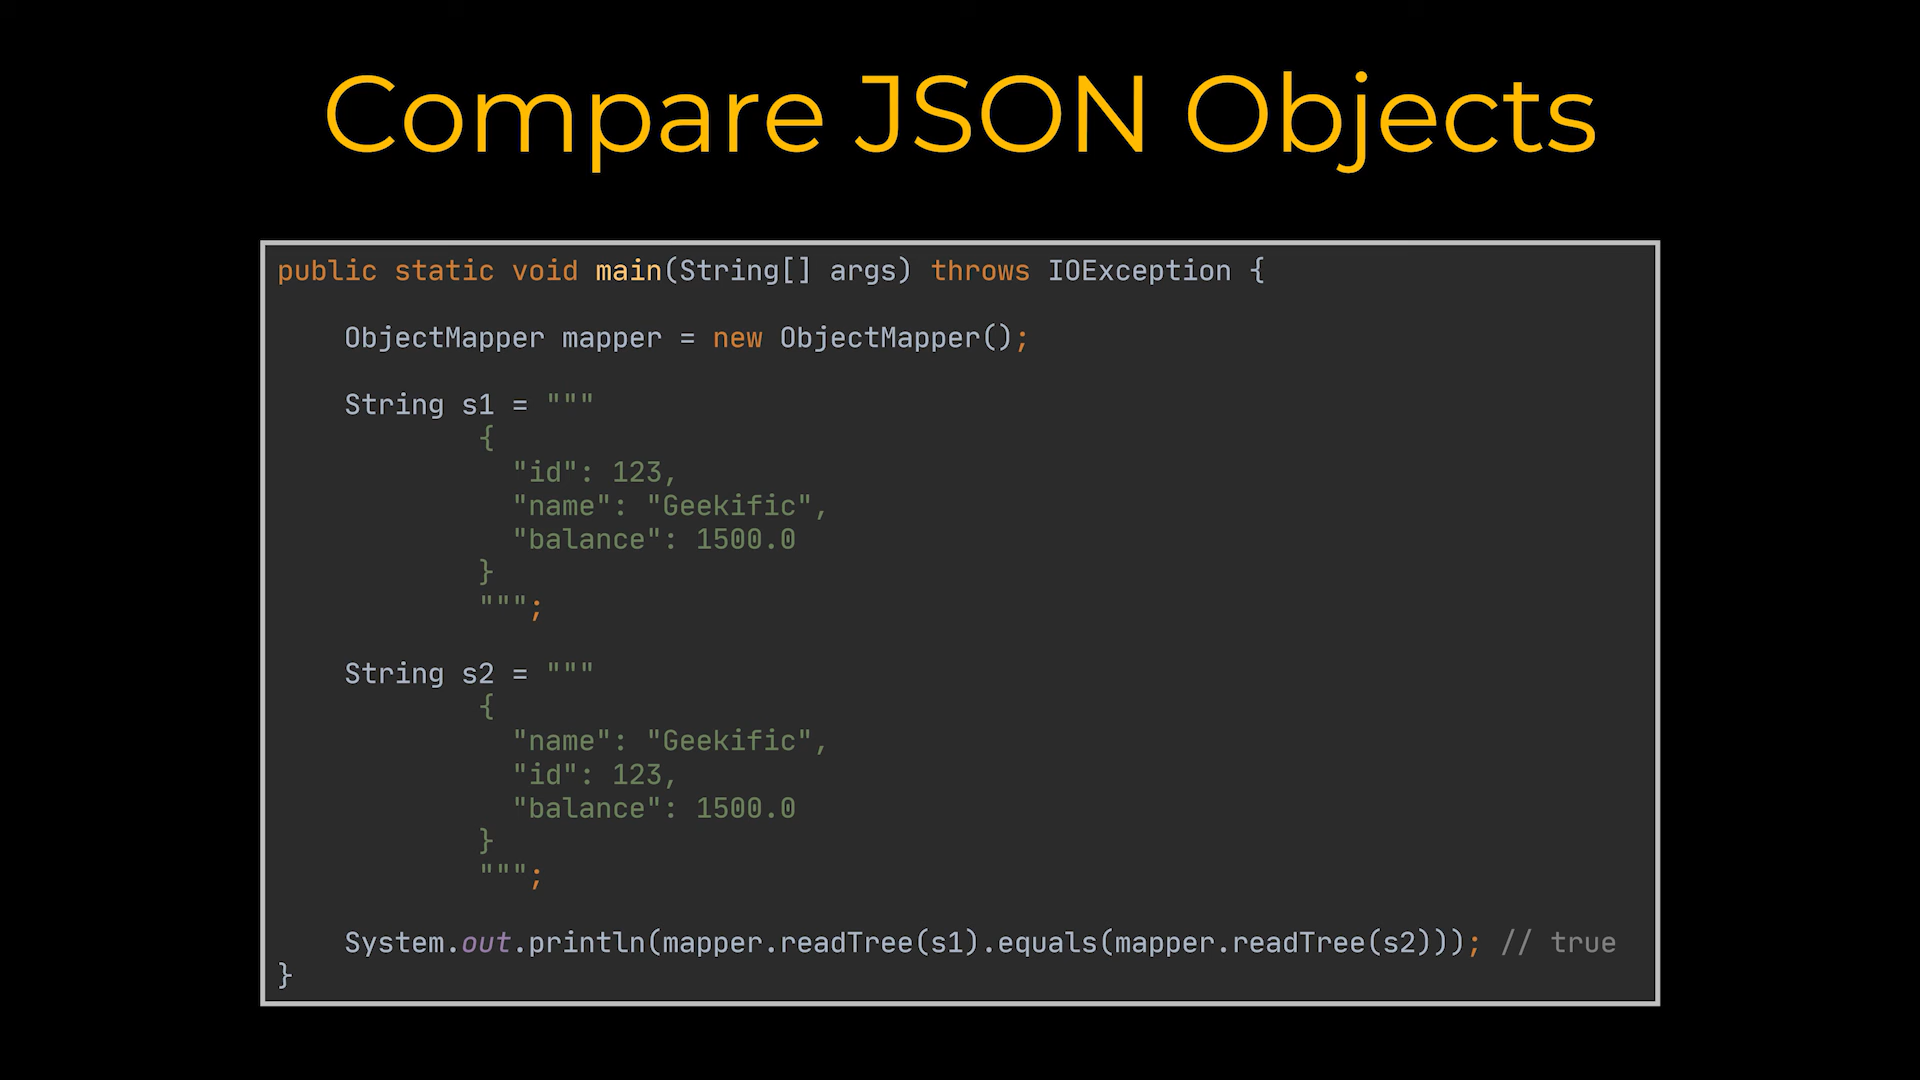 Compare JSON Objects
public static void main(String[] args) throws IOException {
ObjectMapper mapper = new ObjectMapper();
String s1 = """
{
"id": 123,
"name": "Geekific",
"balance": 1500.0
}
""";
String s2 = """
{
"name": "Geekific",
"id": 123,
"balance": 1500.0
}
""";
System.out.println(mapper.readTree(s1).equals(mapper.readTree(s2))); // true
}